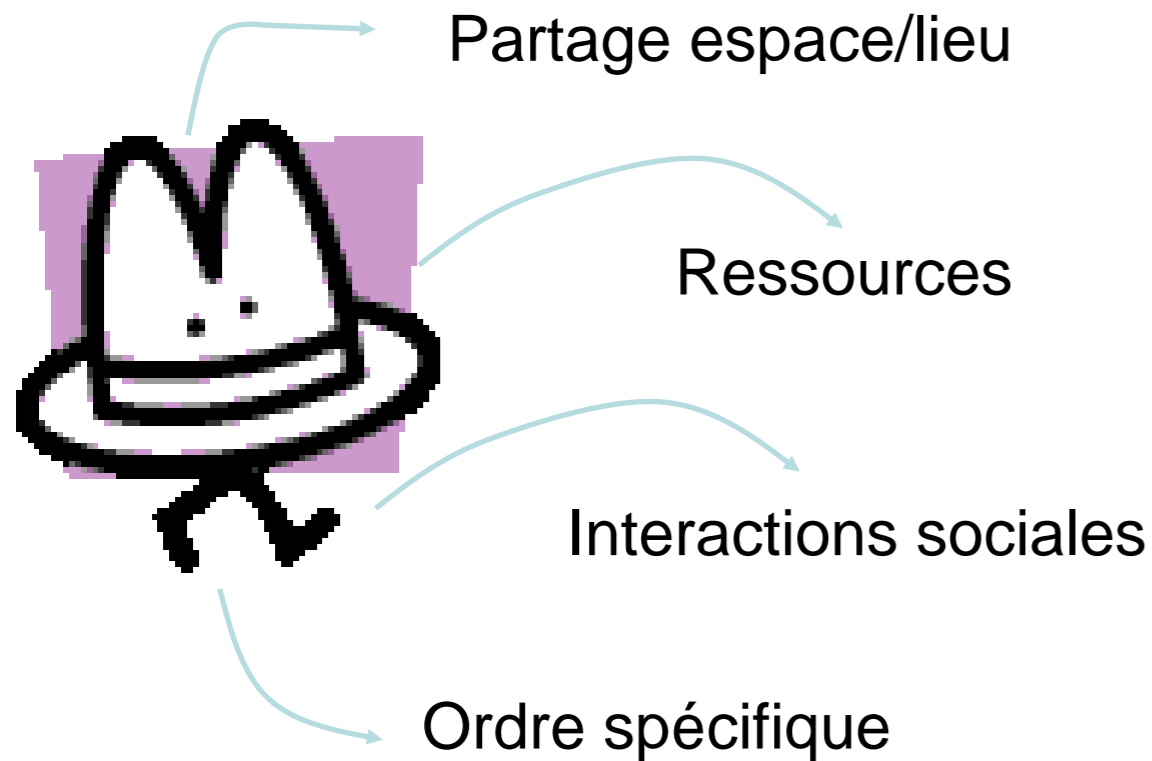 Partage espace/lieu
Ressources
Interactions sociales
Ordre spécifique